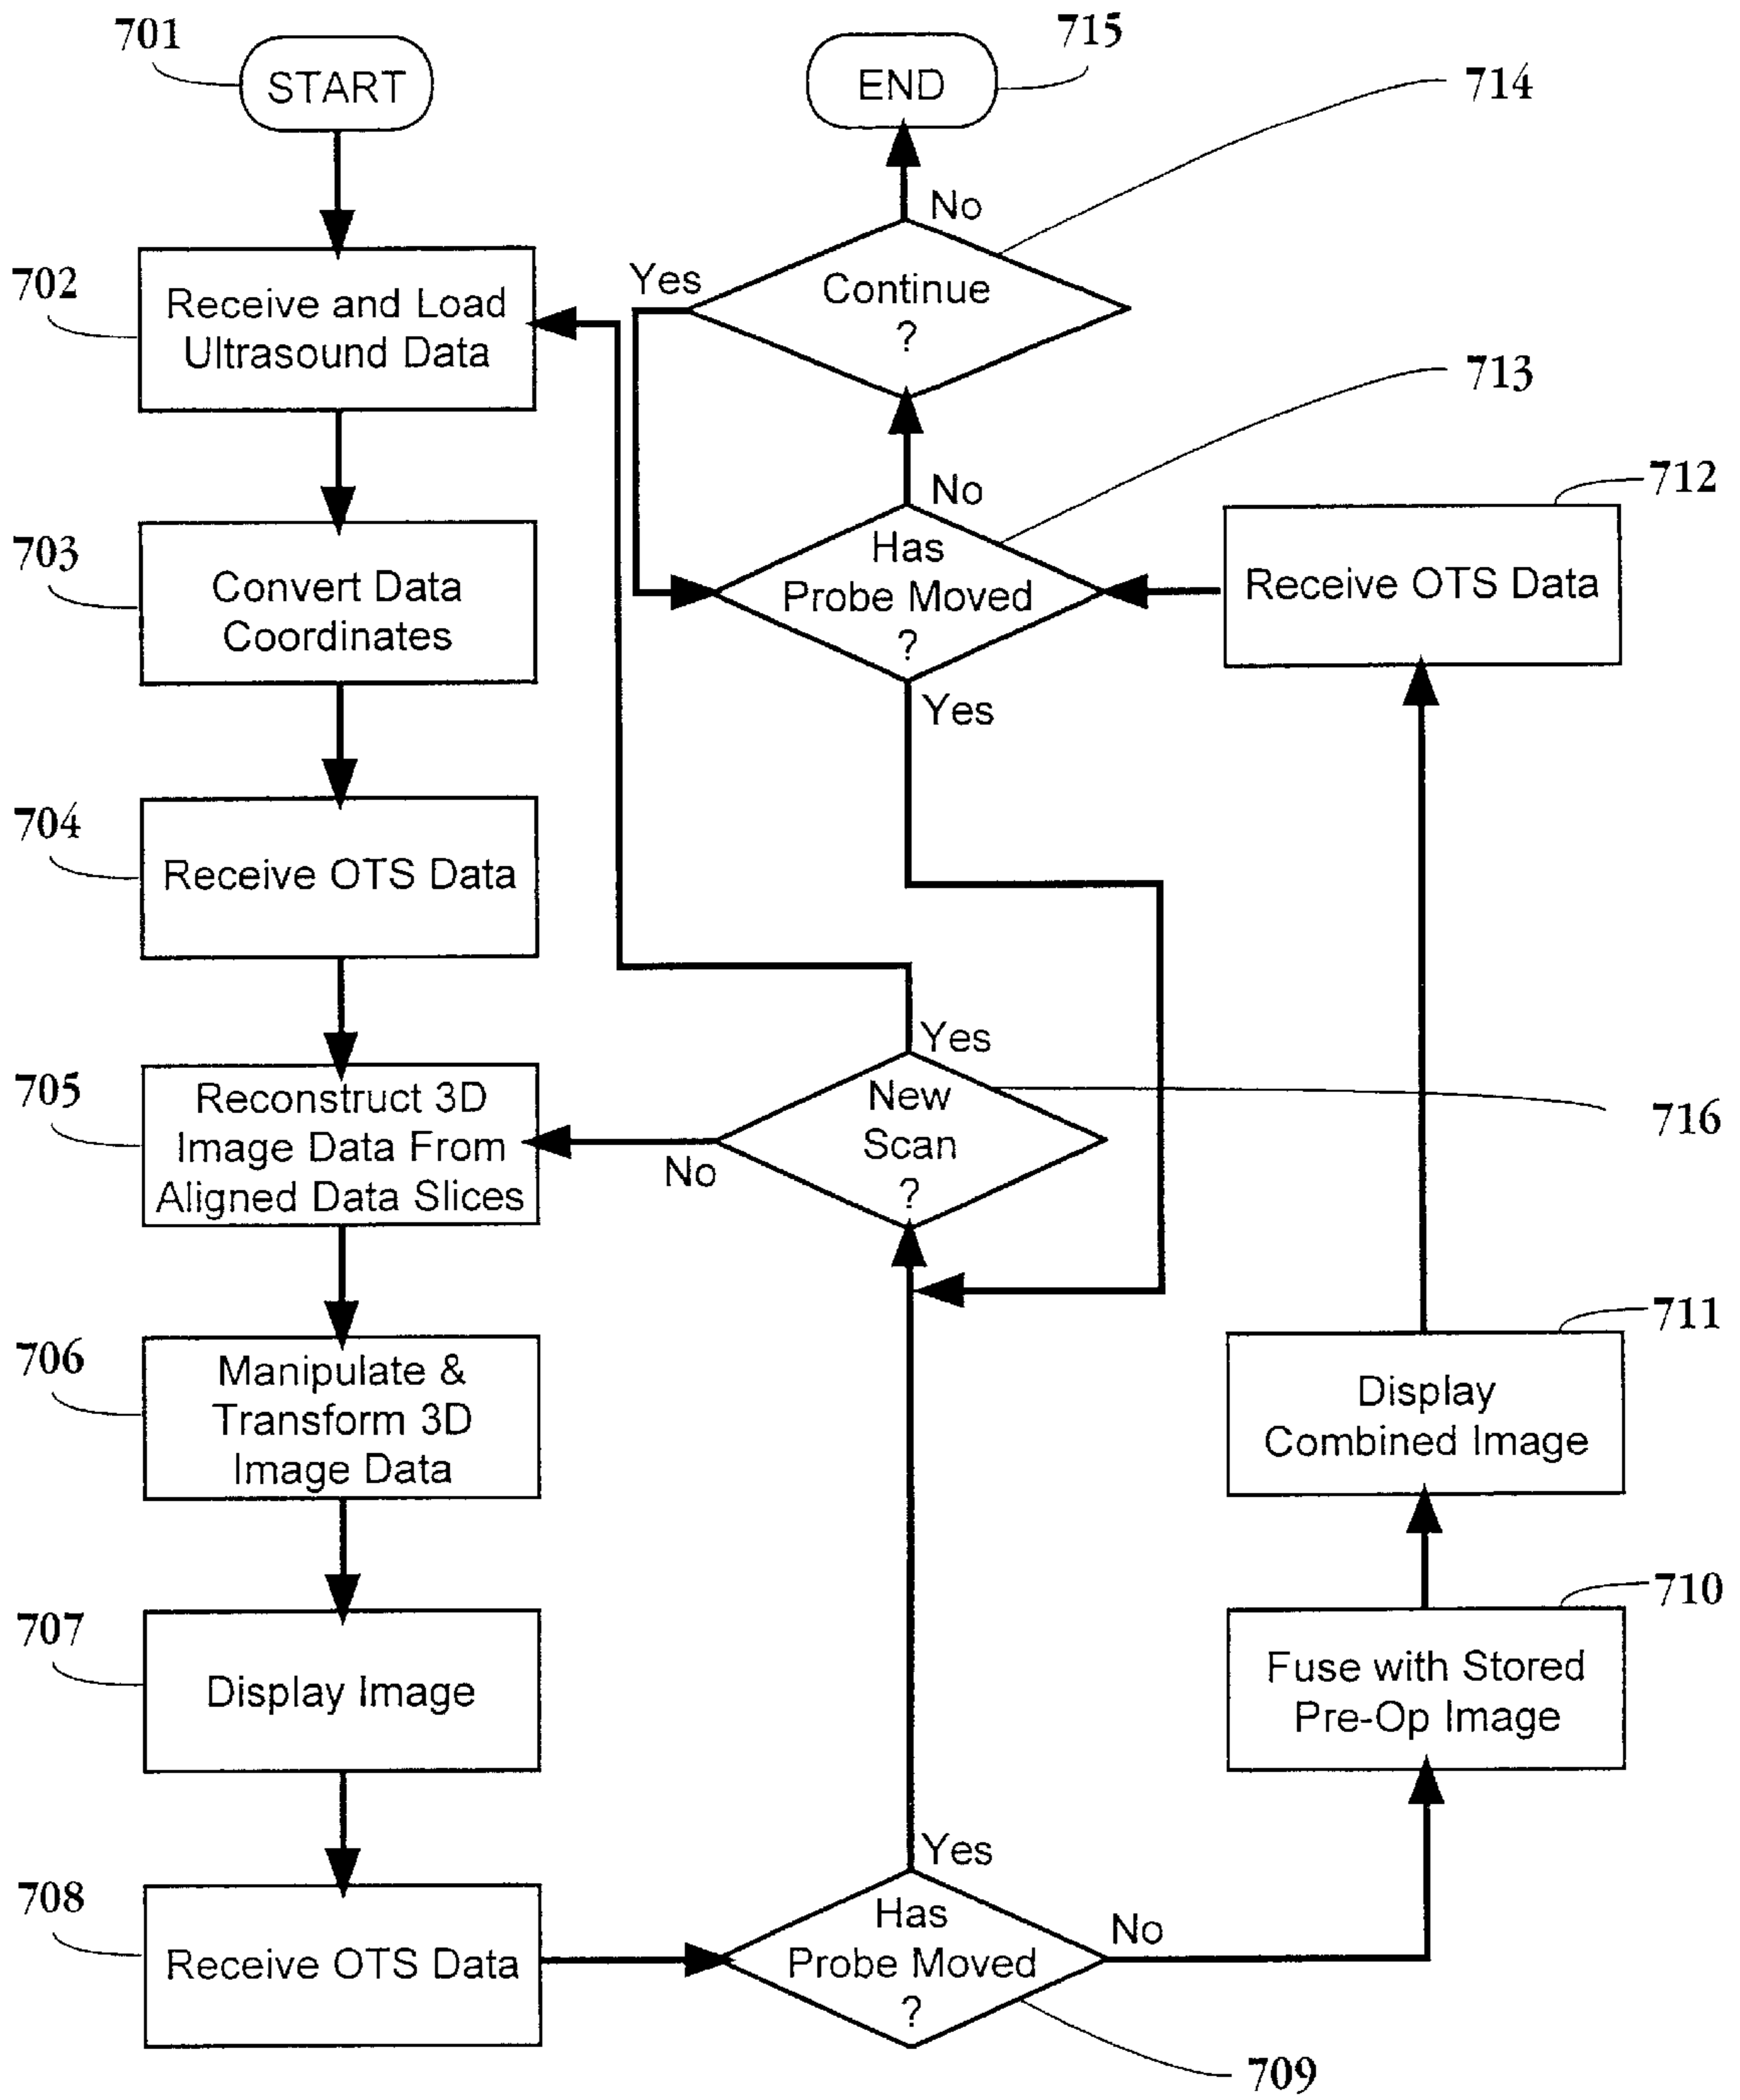 701
START
702
Receive and Load
Ultrasound Data
703
Convert Data
Coordinates
704
Receive OTS Data
705
Reconstruct 3D
Image Data From
Aligned Data Slices
706
Manipulate &
Transform 3D
Image Data
707
Display Image
708
Receive OTS Data
715
END
714
No
Yes
Continue
?
713
No
Has
Probe Moved
?
Yes
712
Receive OTS Data
Yes
New
Scan
?
No
716
711
Display
Combined Image
710
Fuse with Stored
Pre-Op Image
Yes
Has
Probe Moved
?
No
709